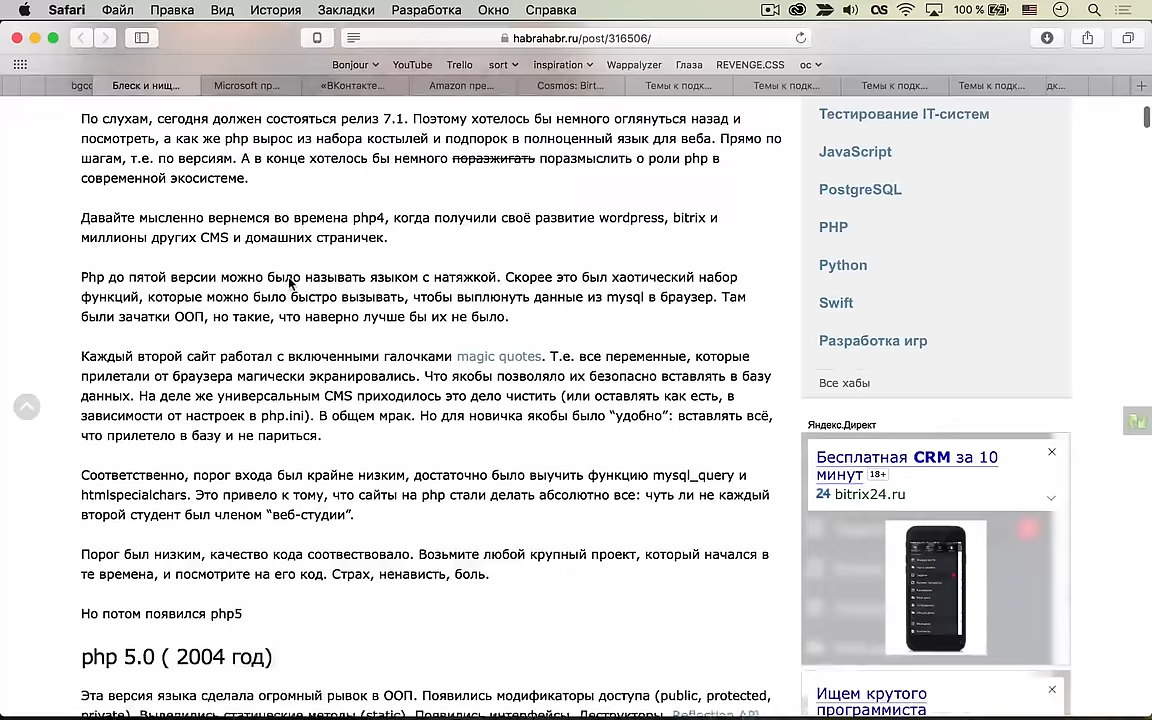 Safari Файл Правка Вид История Закладки Разработка Окно Справка 100 %
habrahabr.ru/post/316506/
Bonjour YouTube Trello sort inspiration Wappalyzer Глаза REVENGE.CSS ос
bgcc Блеск и нищ... Microsoft пр... «ВКонтакте... Amazon пре... Cosmos: Birt... Темы к подк... Темы к подк... Темы к подк... Темы к подк... дк...
По слухам, сегодня должен состояться релиз 7.1. Поэтому хотелось бы немного оглянуться назад и
посмотреть, а как же php вырос из набора костылей и подпорок в полноценный язык для веба. Прямо по
шагам, т.е. по версиям. А в конце хотелось бы немного поразжигать поразмыслить о роли php в
современной экосистеме.
Давайте мысленно вернемся во времена php4, когда получили своё развитие wordpress, bitrix и
миллионы других CMS и домашних страничек.
Php до пятой версии можно было называть языком с натяжкой. Скорее это был хаотический набор
функций, которые можно было быстро вызывать, чтобы выплюнуть данные из mysql в браузер. Там
были зачатки ООП, но такие, что наверно лучше бы их не было.
Каждый второй сайт работал с включенными галочками magic quotes. Т.е. все переменные, которые
прилетали от браузера магически экранировались. Что якобы позволяло их безопасно вставлять в базу
данных. На деле же универсальным CMS приходилось это дело чистить (или оставлять как есть, в
зависимости от настроек в php.ini). В общем мрак. Но для новичка якобы было “удобно”: вставлять всё,
что прилетело в базу и не париться.
Соответственно, порог входа был крайне низким, достаточно было выучить функцию mysql_query и
htmlspecialchars. Это привело к тому, что сайты на php стали делать абсолютно все: чуть ли не каждый
второй студент был членом “веб-студии”.
Порог был низким, качество кода соотвествовало. Возьмите любой крупный проект, который начался в
те времена, и посмотрите на его код. Страх, ненависть, боль.
Но потом появился php5
php 5.0 ( 2004 год)
Эта версия языка сделала огромный рывок в ООП. Появились модификаторы доступа (public, protected,
private). Выделились статические методы (static). Появились интерфейсы. Деструкторы. Reflection API).
Тестирование IT-систем
JavaScript
PostgreSQL
PHP
Python
Swift
Разработка игр
Все хабы
Яндекс.Директ
Бесплатная CRM за 10
минут 18+
24 bitrix24.ru
Ищем крутого
программиста